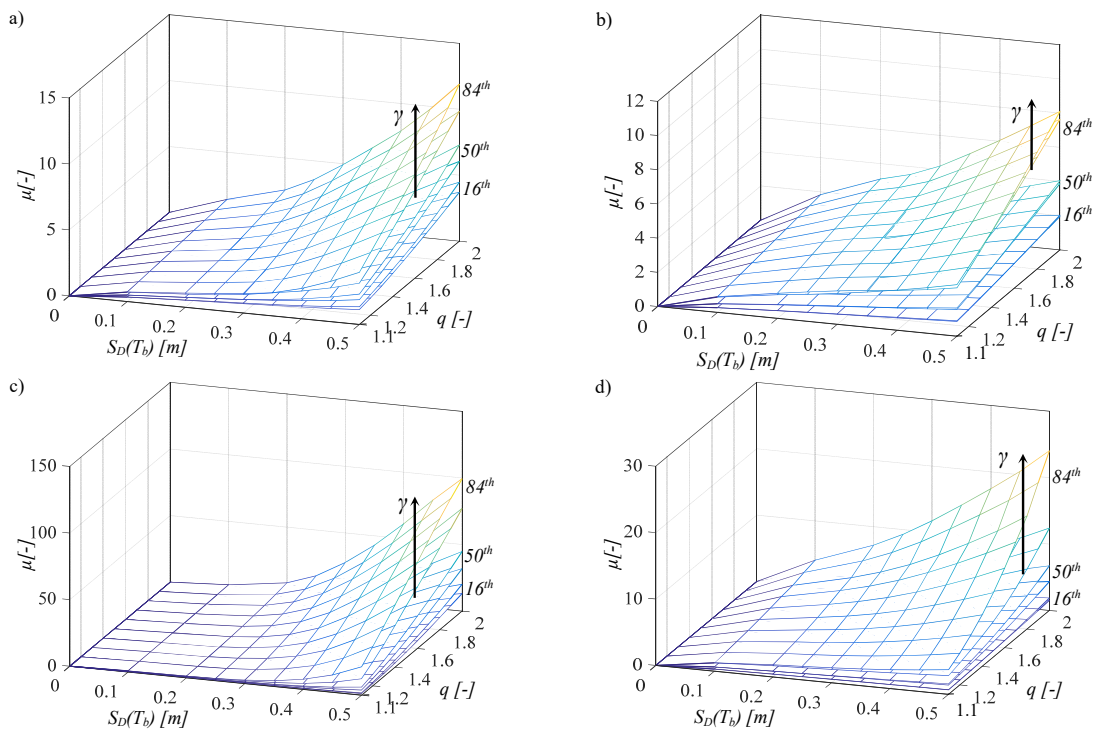 a)
15
10
5
0
μ[-]
γ
84th
50th
16th
0
0.1
0.2
0.3
0.4
0.5
SD(Tb) [m]
1.1
1.2
1.4
1.6
1.8
2
q [-]
b)
12
10
8
6
4
2
0
μ[-]
γ
84th
50th
16th
0
0.1
0.2
0.3
0.4
0.5
SD(Tb) [m]
1.1
1.2
1.4
1.6
1.8
2
q [-]
c)
150
100
50
0
μ[-]
γ
84th
50th
16th
0
0.1
0.2
0.3
0.4
0.5
SD(Tb) [m]
1.1
1.2
1.4
1.6
1.8
2
q [-]
d)
30
20
10
0
μ[-]
γ
84th
50th
16th
0
0.1
0.2
0.3
0.4
0.5
SD(Tb) [m]
1.1
1.2
1.4
1.6
1.8
2
q [-]